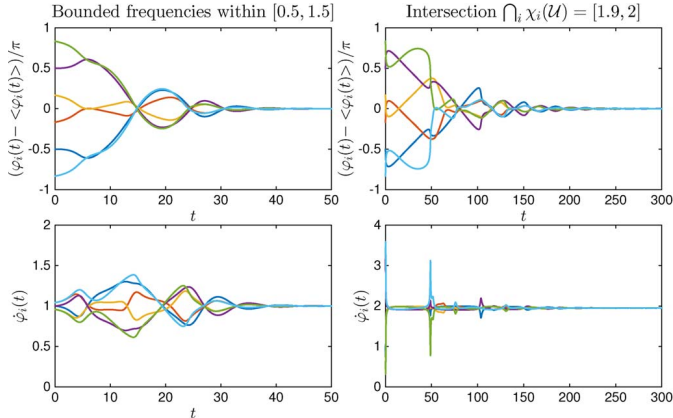 Bounded frequencies within [0.5, 1.5]
Intersection ⋂ᵢ χᵢ(𝒰) = [1.9, 2]
(φᵢ(t)− <φᵢ(t)>)/π
1
0.5
0
-0.5
-1
0 10 20 30 40 50
t
(φᵢ(t)− <φᵢ(t)>)/π
1
0.5
0
-0.5
-1
0 50 100 150 200 250 300
t
φ̇ᵢ(t)
2
1.5
1
0.5
0
0 10 20 30 40 50
t
φ̇ᵢ(t)
4
3
2
1
0
0 50 100 150 200 250 300